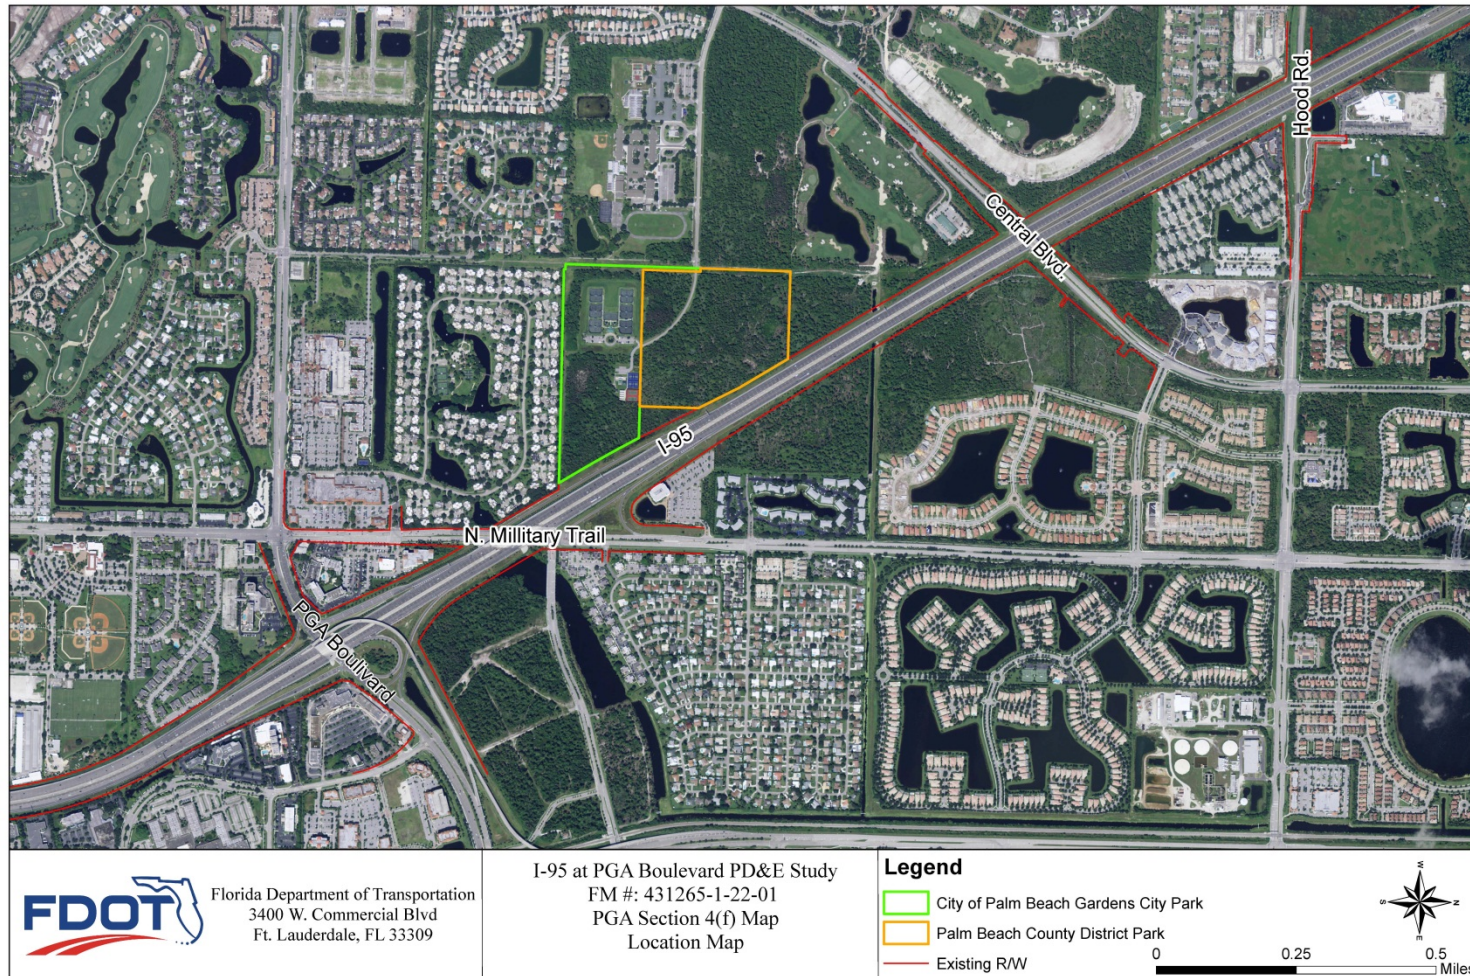 Hood Rd.
Central Blvd.
I-95
N. Millitary Trail
PGA Boulivard
FDOT
Florida Department of Transportation
3400 W. Commercial Blvd
Ft. Lauderdale, FL 33309
I-95 at PGA Boulevard PD&E Study
FM #: 431265-1-22-01
PGA Section 4(f) Map
Location Map
Legend
City of Palm Beach Gardens City Park
Palm Beach County District Park
Existing R/W
W
S
N
E
0
0.25
0.5
Miles